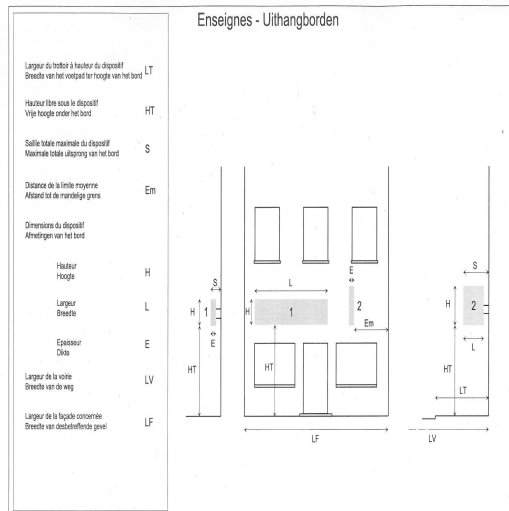 Enseignes - Uithangborden
Largeur du trottoir à hauteur du dispositif
Breedte van het voetpad ter hoogte van het bord
LT
Hauteur libre sous le dispositif
Vrije hoogte onder het bord
HT
Saillie totale maximale du dispositif
Maximale totale uitsprong van het bord
S
Distance de la limite moyenne
Afstand tot de mandelige grens
Em
Dimensions du dispositif
Afmetingen van het bord
Hauteur
Hoogte
H
Largeur
Breedte
L
Epaisseur
Dikte
E
Largeur de la voirie
Breedte van de weg
LV
Largeur de la façade concernée
Breedte van desbetreffende gevel
LF
S
H
1
E
HT
L
H
1
E
2
Em
HT
LF
S
H
2
L
HT
LT
LV